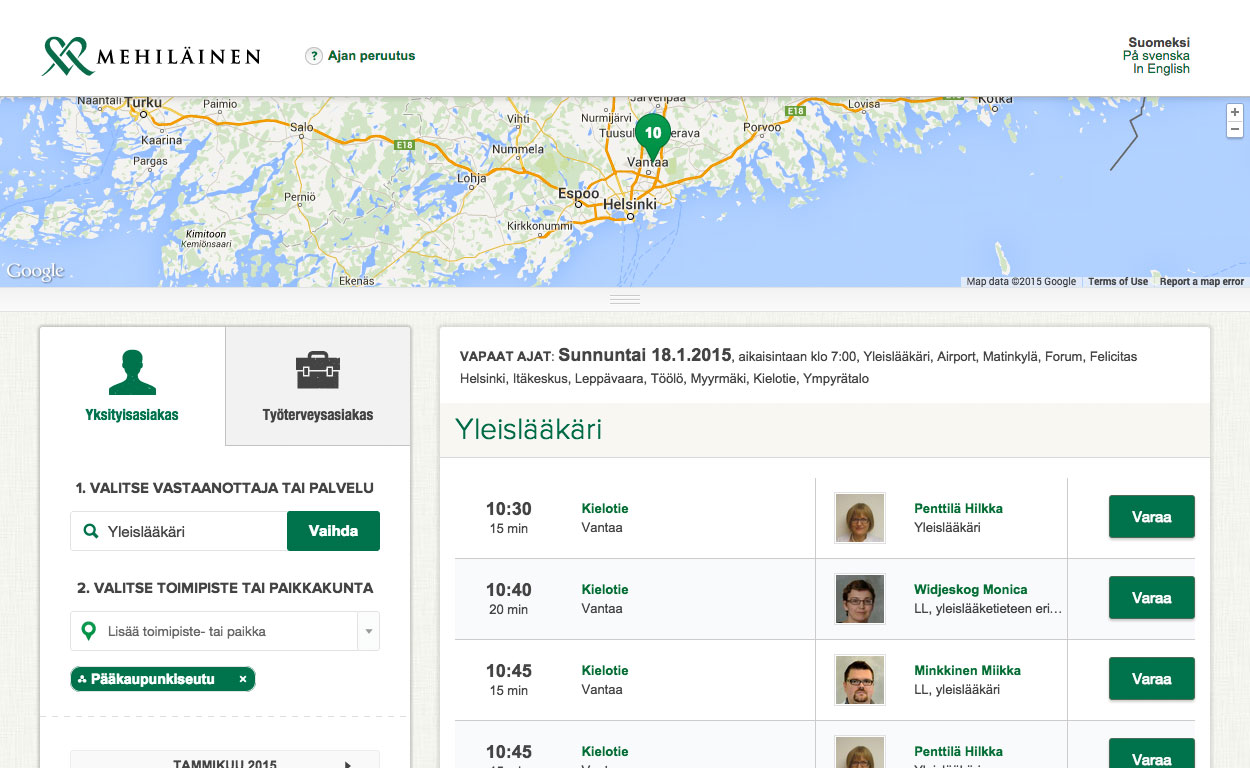 MEHILÄINEN
? Ajan peruutus
Suomeksi
På svenska
In English
Naantali
Turku
Paimio
Kaarina
Pargas
Salo
Perniö
Kimitoon
Kemiönsaari
Ekenäs
E18
Vihti
Nummela
Lohja
Kirkkonummi
Järvenpää
Nurmijärvi
10
Vantaa
Espoo
Helsinki
Porvoo
E18
Lovisa
Kotka
+
−
Google
Map data ©2015 Google
Terms of Use
Report a map error
Yksityisasiakas
Työterveysasiakas
1. VALITSE VASTAANOTTAJA TAI PALVELU
Yleislääkäri
Vaihda
2. VALITSE TOIMIPISTE TAI PAIKKAKUNTA
Lisää toimipiste- tai paikka
Pääkaupunkiseutu ×
TAMMIKUU 2015
VAPAAT AJAT: Sunnuntai 18.1.2015, aikaisintaan klo 7:00, Yleislääkäri, Airport, Matinkylä, Forum, Felicitas
Helsinki, Itäkeskus, Leppävaara, Töölö, Myyrmäki, Kielotie, Ympyrätalo
Yleislääkäri
10:30 Kielotie Penttilä Hilkka Varaa
15 min Vantaa Yleislääkäri
10:40 Kielotie Widjeskog Monica Varaa
20 min Vantaa LL, yleislääketieteen eri…
10:45 Kielotie Minkkinen Miikka Varaa
15 min Vantaa LL, yleislääkäri
10:45 Kielotie Penttilä Hilkka Varaa